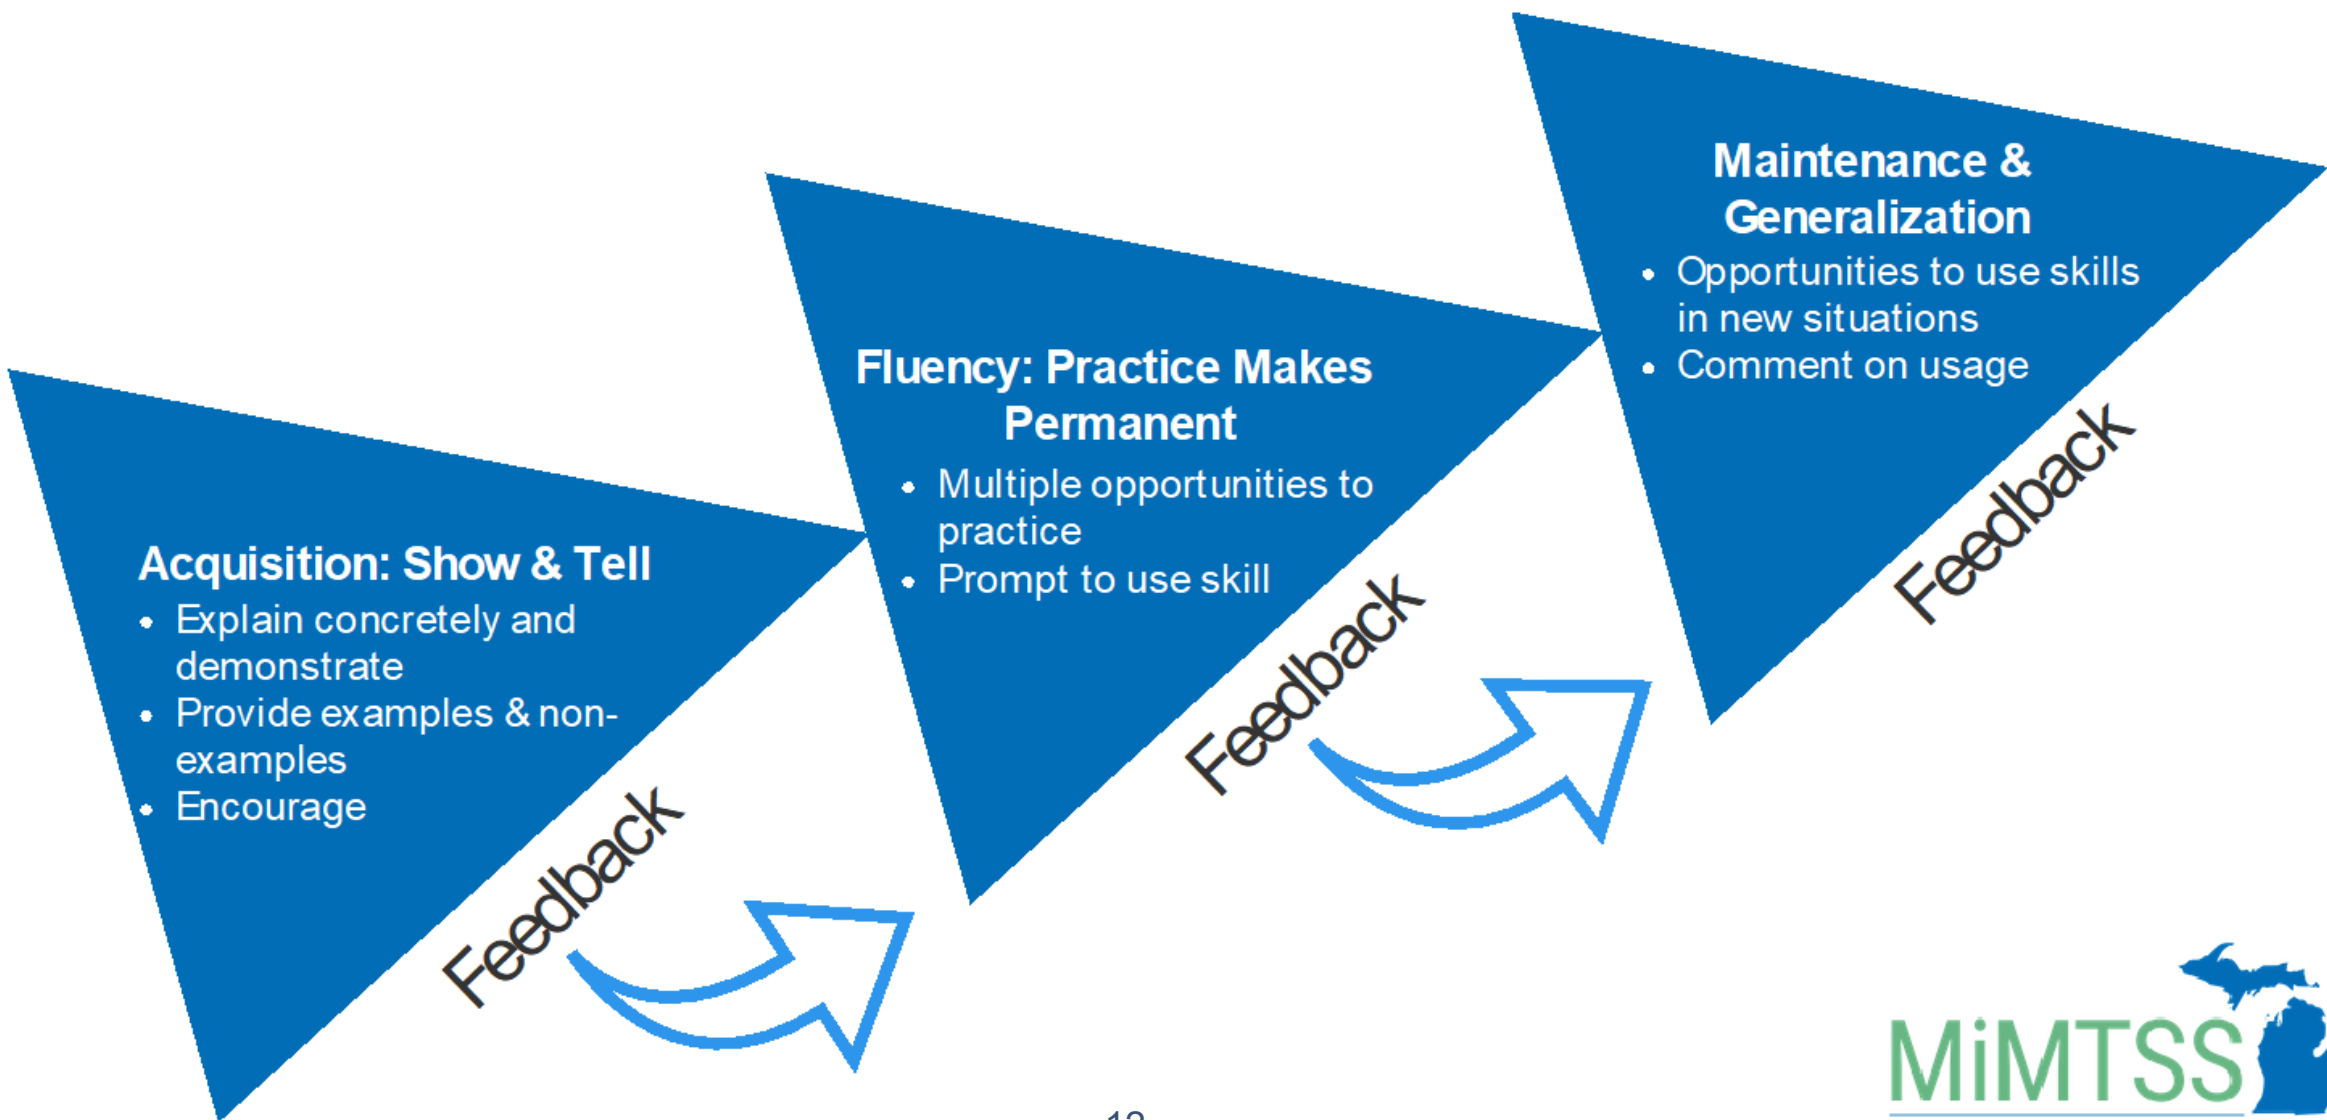 Acquisition: Show & Tell
• Explain concretely and
demonstrate
• Provide examples & non-
examples
• Encourage
Feedback
Fluency: Practice Makes
Permanent
• Multiple opportunities to
practice
• Prompt to use skill
Feedback
Maintenance &
Generalization
• Opportunities to use skills
in new situations
• Comment on usage
Feedback
MiMTSS